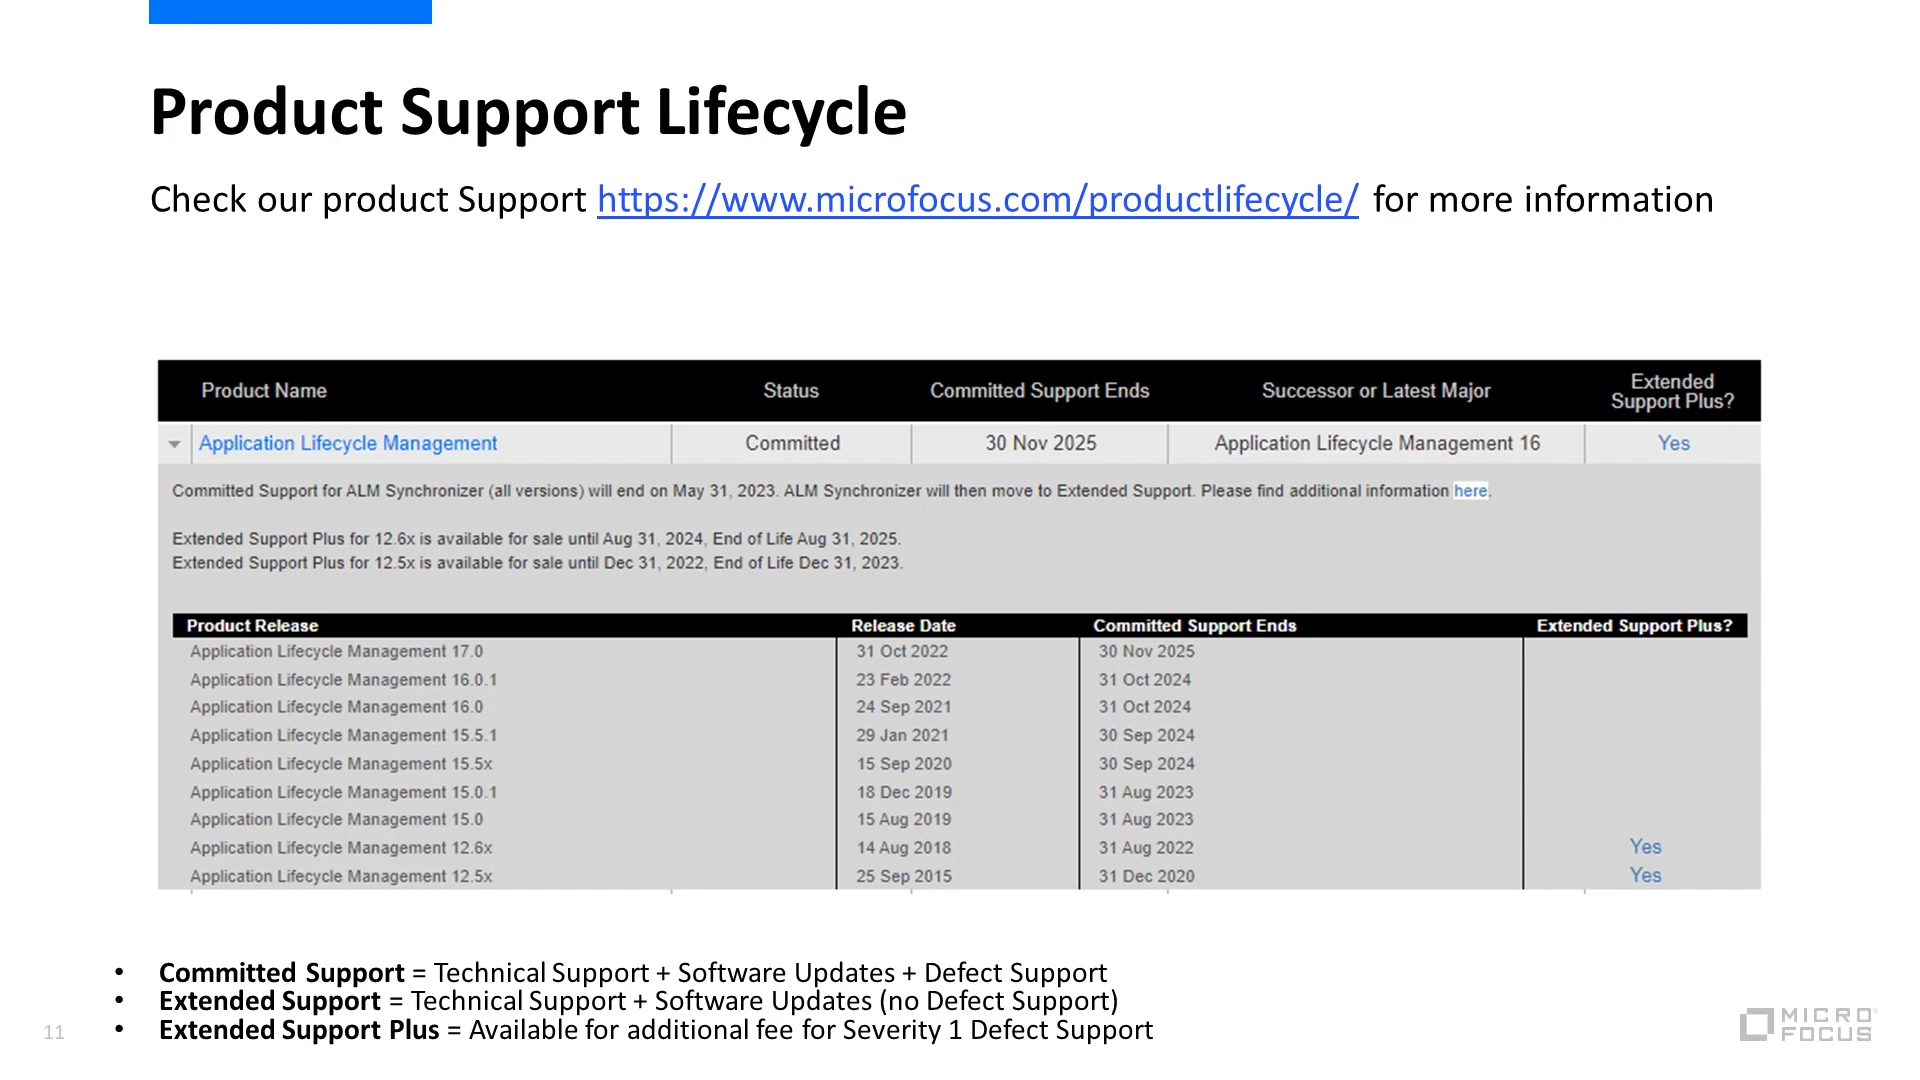 Product Support Lifecycle
Check our product Support https://www.microfocus.com/productlifecycle/ for more information
Product Name Status Committed Support Ends Successor or Latest Major Extended Support Plus?
Application Lifecycle Management Committed 30 Nov 2025 Application Lifecycle Management 16 Yes
Committed Support for ALM Synchronizer (all versions) will end on May 31, 2023. ALM Synchronizer will then move to Extended Support. Please find additional information here.
Extended Support Plus for 12.6x is available for sale until Aug 31, 2024, End of Life Aug 31, 2025.
Extended Support Plus for 12.5x is available for sale until Dec 31, 2022, End of Life Dec 31, 2023.
Product Release Release Date Committed Support Ends Extended Support Plus?
Application Lifecycle Management 17.0 31 Oct 2022 30 Nov 2025
Application Lifecycle Management 16.0.1 23 Feb 2022 31 Oct 2024
Application Lifecycle Management 16.0 24 Sep 2021 31 Oct 2024
Application Lifecycle Management 15.5.1 29 Jan 2021 30 Sep 2024
Application Lifecycle Management 15.5x 15 Sep 2020 30 Sep 2024
Application Lifecycle Management 15.0.1 18 Dec 2019 31 Aug 2023
Application Lifecycle Management 15.0 15 Aug 2019 31 Aug 2023
Application Lifecycle Management 12.6x 14 Aug 2018 31 Aug 2022 Yes
Application Lifecycle Management 12.5x 25 Sep 2015 31 Dec 2020 Yes
• Committed Support = Technical Support + Software Updates + Defect Support
• Extended Support = Technical Support + Software Updates (no Defect Support)
• Extended Support Plus = Available for additional fee for Severity 1 Defect Support
11
MICRO
FOCUS